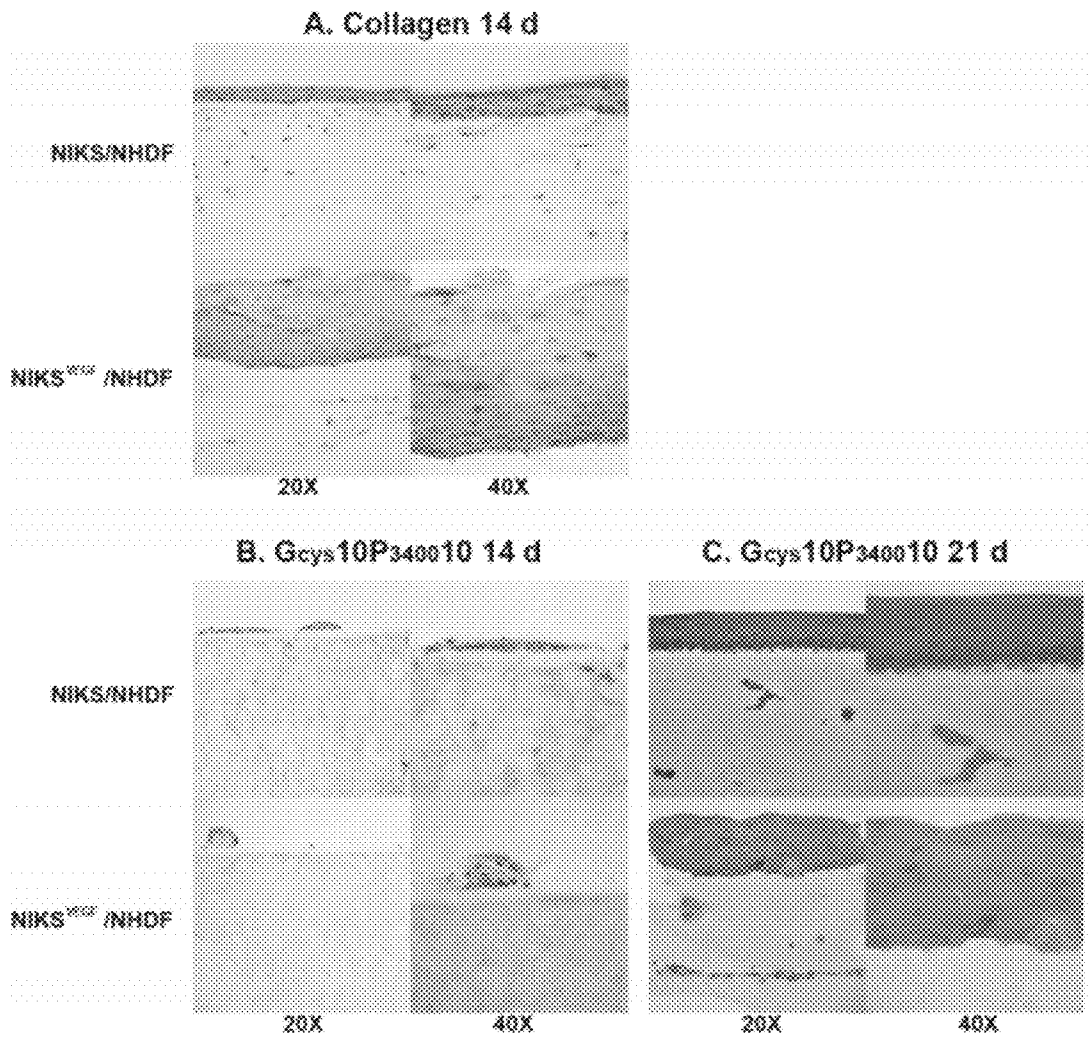 A. Collagen 14 d
NIKS/NHDF
NIKS /NHDF
20X 40X
B. Gcys10P340010 14 d C. Gcys10P340010 21 d
NIKS/NHDF
NIKS /NHDF
20X 40X 20X 40X